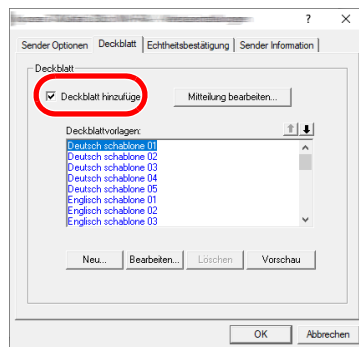 ? ×
Sender Optionen Deckblatt Echtheitsbestätigung Sender Information
Deckblatt
Deckblatt hinzufüge
Mitteilung bearbeiten...
Deckblattvorlagen:
Deutsch schablone 01
Deutsch schablone 02
Deutsch schablone 03
Deutsch schablone 04
Deutsch schablone 05
Englisch schablone 01
Englisch schablone 02
Englisch schablone 03
Neu... Bearbeiten... Löschen Vorschau
OK Abbrechen